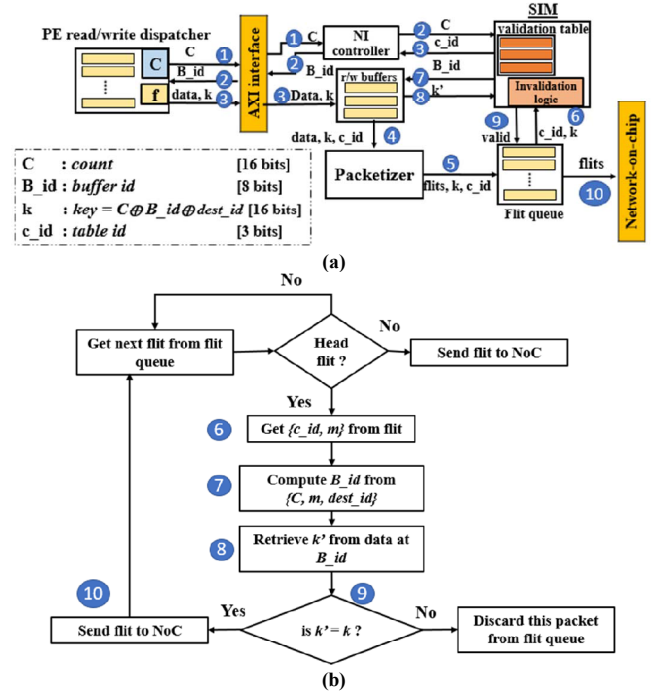 PE read/write dispatcher
C
f
1
C
2
B_id
3
data, k
AXI interface
1
C
2
B_id
3
Data. k
NI
controller
2
C
3
c_id
SIM
validation table
7
B_id
8
k'
r/w buffers
Invalidation
logic
6
9
valid
c_id, k
data, k, c_id
4
Packetizer
5
flits, k, c_id
Flit queue
flits
10
Network-on-chip
C : count [16 bits]
B_id : buffer id [8 bits]
k : key = C⊕B_id⊕dest_id [16 bits]
c_id : table id [3 bits]
(a)
No
Get next flit from flit
queue
Head
flit ?
No
Send flit to NoC
Yes
6
Get {c_id, m} from flit
7
Compute B_id from
{C, m, dest_id}
8
Retrieve k' from data at
B_id
9
10
Yes
Send flit to NoC
is k' = k ?
No
Discard this packet
from flit queue
(b)